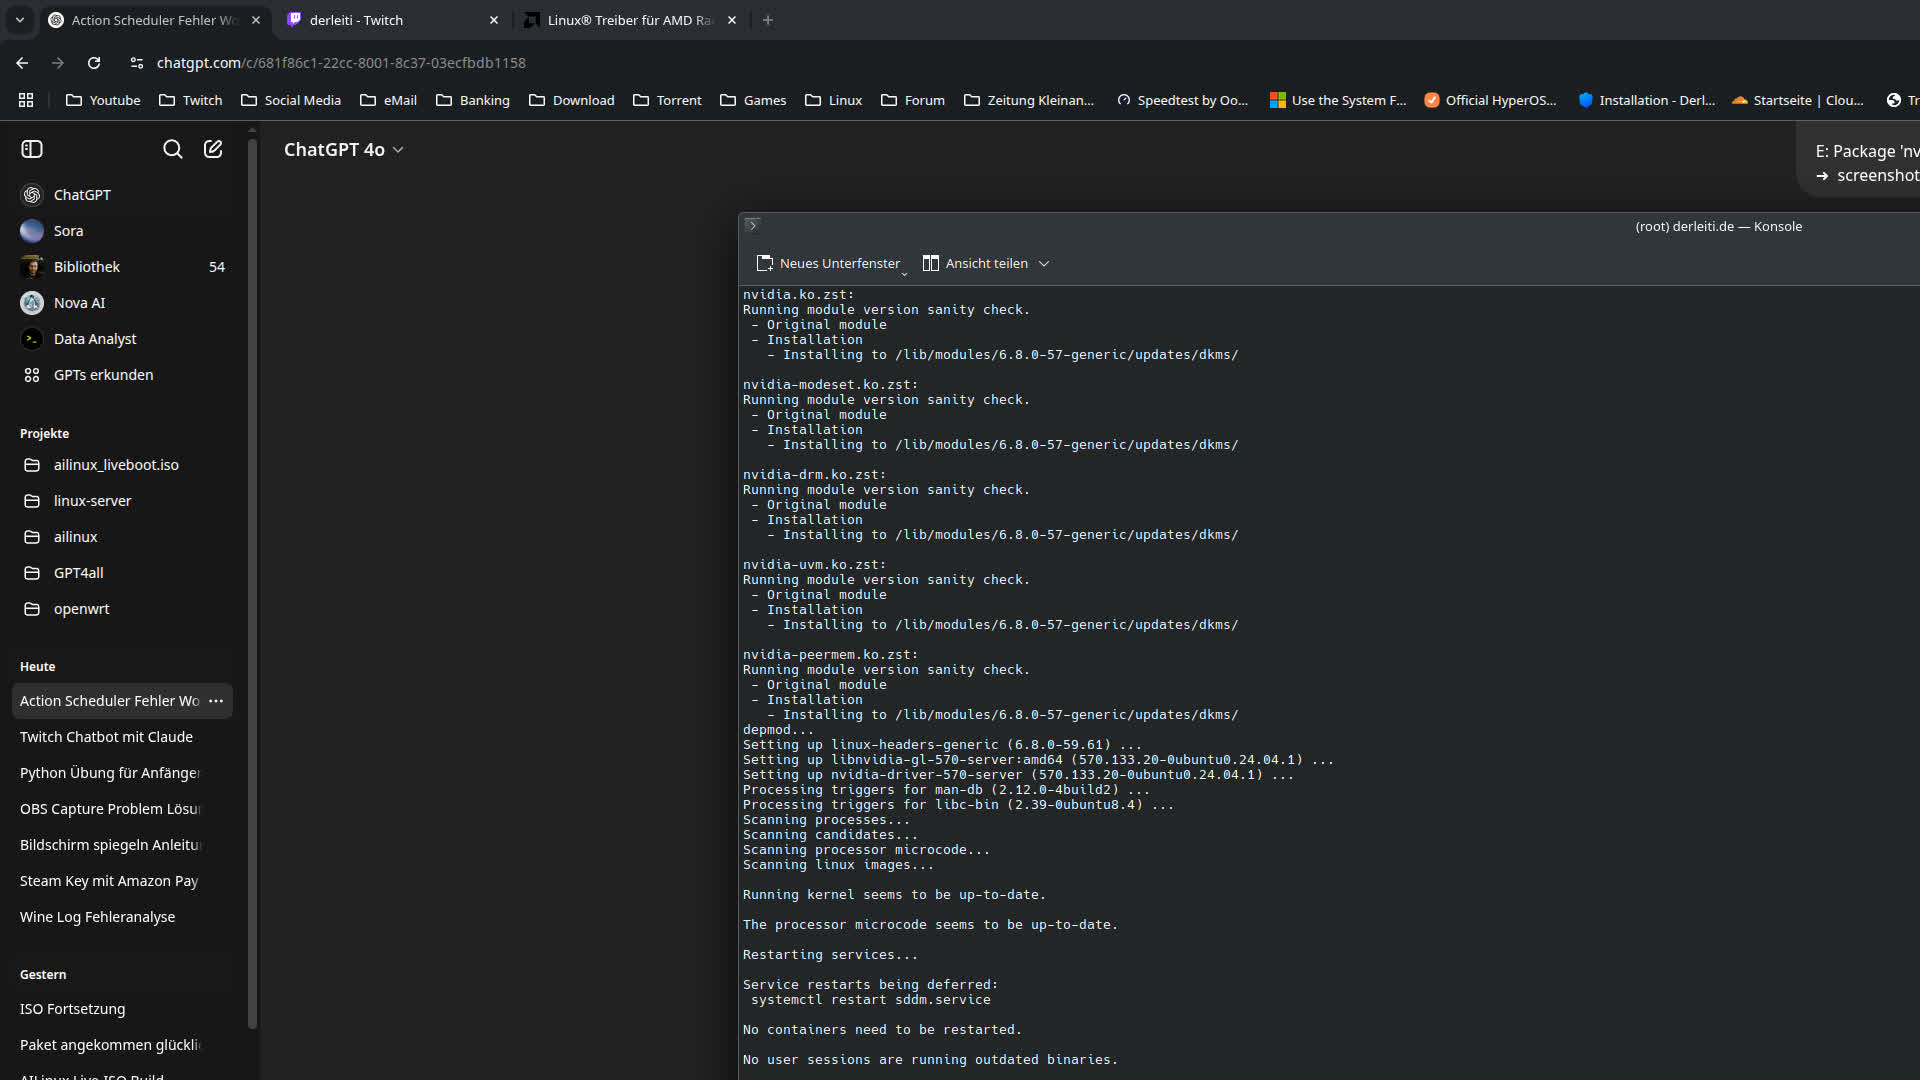 Action Scheduler Fehler Wo
derleiti - Twitch
Linux® Treiber für AMD Ra
chatgpt.com/c/681f86c1-22cc-8001-8c37-03ecfbdb1158
Youtube
Twitch
Social Media
eMail
Banking
Download
Torrent
Games
Linux
Forum
Zeitung Kleinan...
Speedtest by Oo...
Use the System F...
Official HyperOS...
Installation - Derl...
Startseite | Clou...
Tr
ChatGPT
Sora
Bibliothek 54
Nova AI
Data Analyst
GPTs erkunden
Projekte
ailinux_liveboot.iso
linux-server
ailinux
GPT4all
openwrt
Heute
Action Scheduler Fehler Wo
Twitch Chatbot mit Claude
Python Übung für Anfänger
OBS Capture Problem Lösu
Bildschirm spiegeln Anleitu
Steam Key mit Amazon Pay
Wine Log Fehleranalyse
Gestern
ISO Fortsetzung
Paket angekommen glückli
AILinux Live ISO Build
ChatGPT 4o
E: Package 'nv
➜ screenshot
(root) derleiti.de — Konsole
Neues Unterfenster
Ansicht teilen
nvidia.ko.zst:
Running module version sanity check.
- Original module
- Installation
- Installing to /lib/modules/6.8.0-57-generic/updates/dkms/
nvidia-modeset.ko.zst:
Running module version sanity check.
- Original module
- Installation
- Installing to /lib/modules/6.8.0-57-generic/updates/dkms/
nvidia-drm.ko.zst:
Running module version sanity check.
- Original module
- Installation
- Installing to /lib/modules/6.8.0-57-generic/updates/dkms/
nvidia-uvm.ko.zst:
Running module version sanity check.
- Original module
- Installation
- Installing to /lib/modules/6.8.0-57-generic/updates/dkms/
nvidia-peermem.ko.zst:
Running module version sanity check.
- Original module
- Installation
- Installing to /lib/modules/6.8.0-57-generic/updates/dkms/
depmod...
Setting up linux-headers-generic (6.8.0-59.61) ...
Setting up libnvidia-gl-570-server:amd64 (570.133.20-0ubuntu0.24.04.1) ...
Setting up nvidia-driver-570-server (570.133.20-0ubuntu0.24.04.1) ...
Processing triggers for man-db (2.12.0-4build2) ...
Processing triggers for libc-bin (2.39-0ubuntu8.4) ...
Scanning processes...
Scanning candidates...
Scanning processor microcode...
Scanning linux images...
Running kernel seems to be up-to-date.
The processor microcode seems to be up-to-date.
Restarting services...
Service restarts being deferred:
systemctl restart sddm.service
No containers need to be restarted.
No user sessions are running outdated binaries.